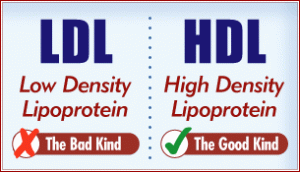 LDL
Low Density
Lipoprotein
The Bad Kind
HDL
High Density
Lipoprotein
The Good Kind